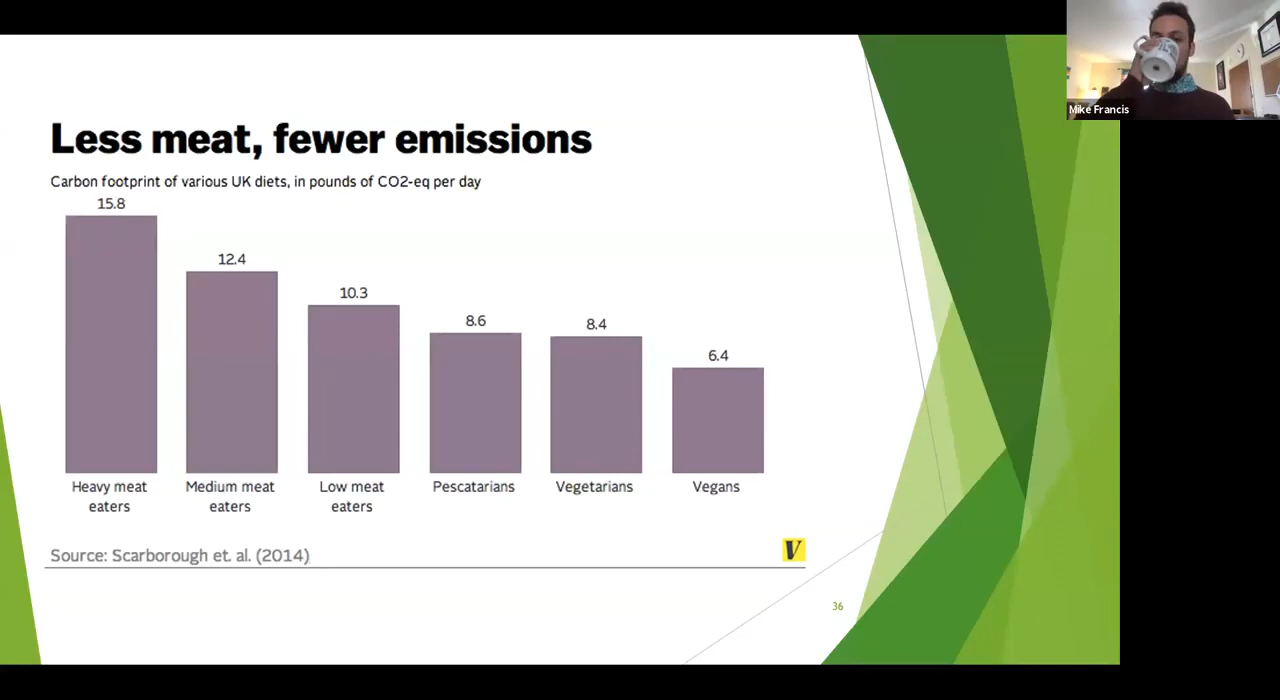 Mike Francis
Less meat, fewer emissions
Carbon footprint of various UK diets, in pounds of CO2-eq per day
15.8
12.4
10.3
8.6
8.4
6.4
Heavy meat
eaters
Medium meat
eaters
Low meat
eaters
Pescatarians
Vegetarians
Vegans
Source: Scarborough et. al. (2014)
V
36